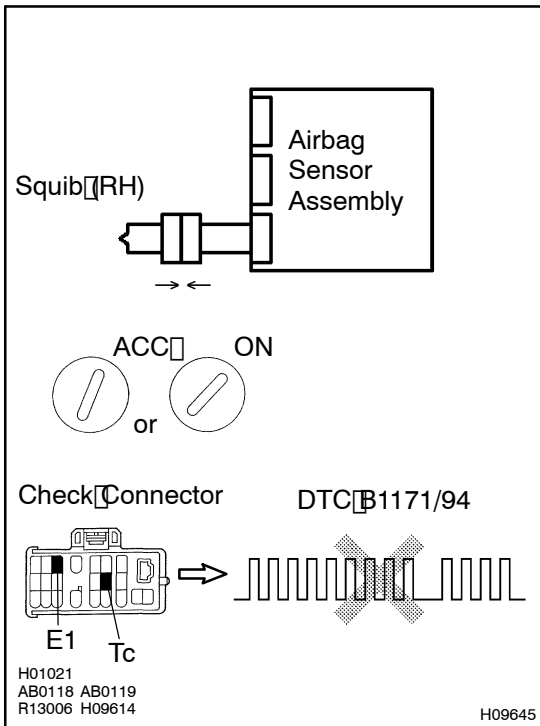 Airbag
Sensor
Assembly
Squib (RH)
ACC ON
or
Check Connector
DTC B1171/94
E1
Tc
H01021
AB0118 AB0119
R13006 H09614
H09645